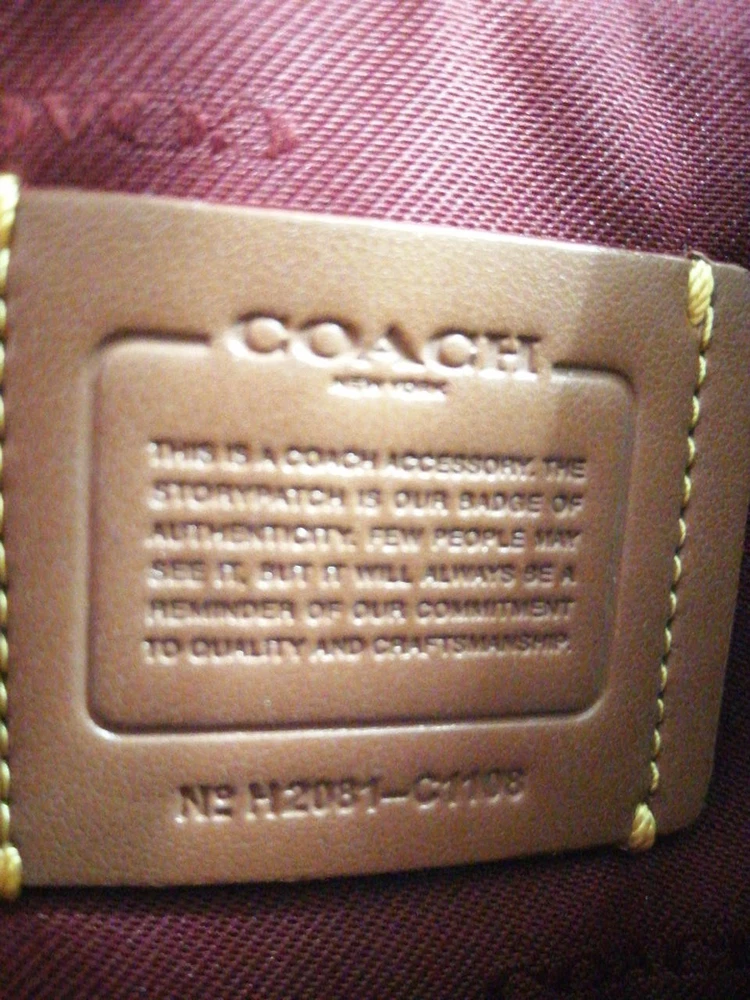 COACH
NEW YORK
THIS IS A COACH ACCESSORY. THE
STORYPATCH IS OUR BADGE OF
AUTHENTICITY. FEW PEOPLE MAY
SEE IT, BUT IT WILL ALWAYS BE A
REMINDER OF OUR COMMITMENT
TO QUALITY AND CRAFTSMANSHIP.
Nº H2081-C1108